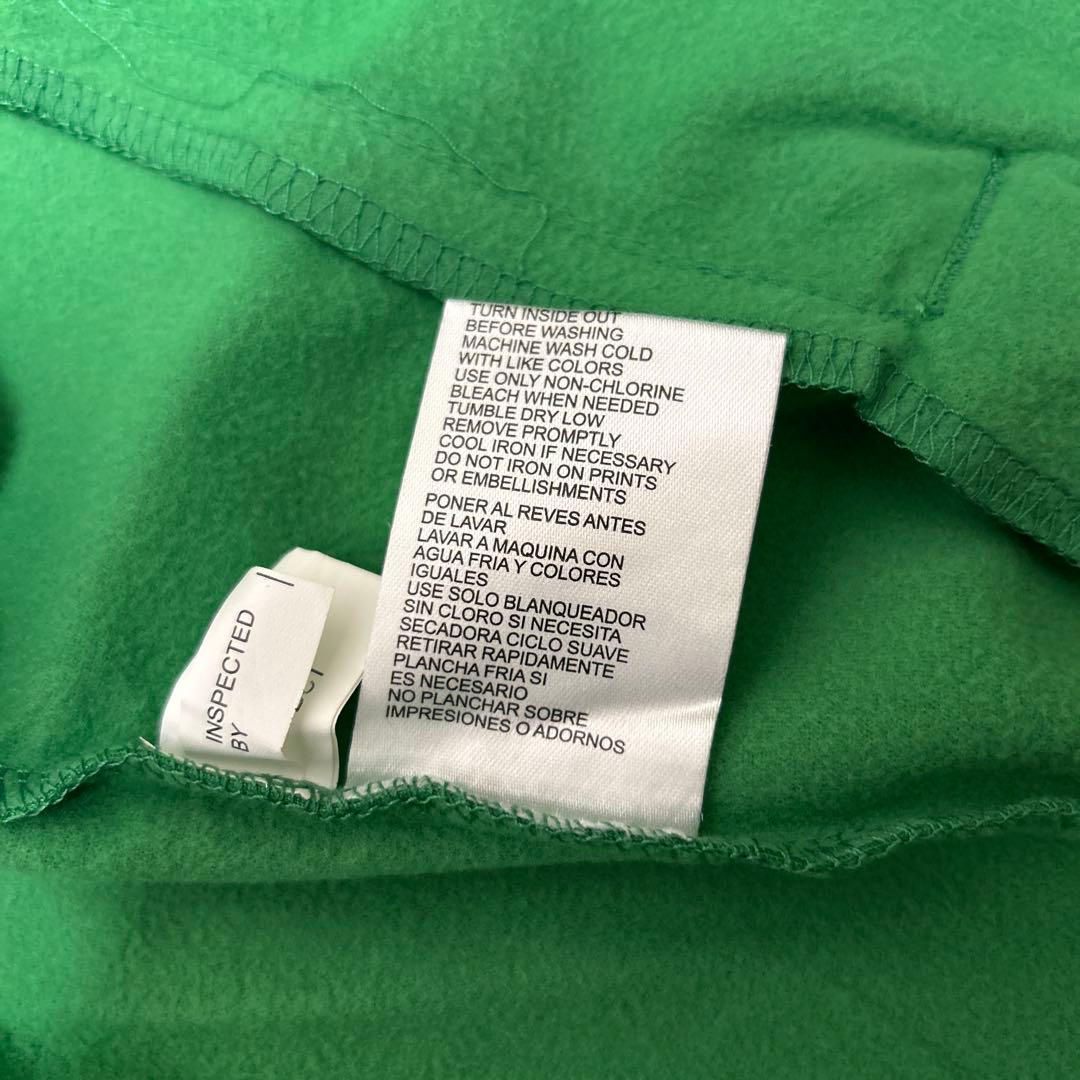 TURN INSIDE OUT
BEFORE WASHING
MACHINE WASH COLD
WITH LIKE COLORS
USE ONLY NON-CHLORINE
BLEACH WHEN NEEDED
TUMBLE DRY LOW
REMOVE PROMPTLY
COOL IRON IF NECESSARY
DO NOT IRON ON PRINTS
OR EMBELLISHMENTS
PONER AL REVES ANTES
DE LAVAR
LAVAR A MAQUINA CON
AGUA FRIA Y COLORES
IGUALES
USE SOLO BLANQUEADOR
SIN CLORO SI NECESITA
SECADORA CICLO SUAVE
RETIRAR RAPIDAMENTE
PLANCHA FRIA SI
ES NECESARIO
NO PLANCHAR SOBRE
IMPRESIONES O ADORNOS
INSPECTED
BY